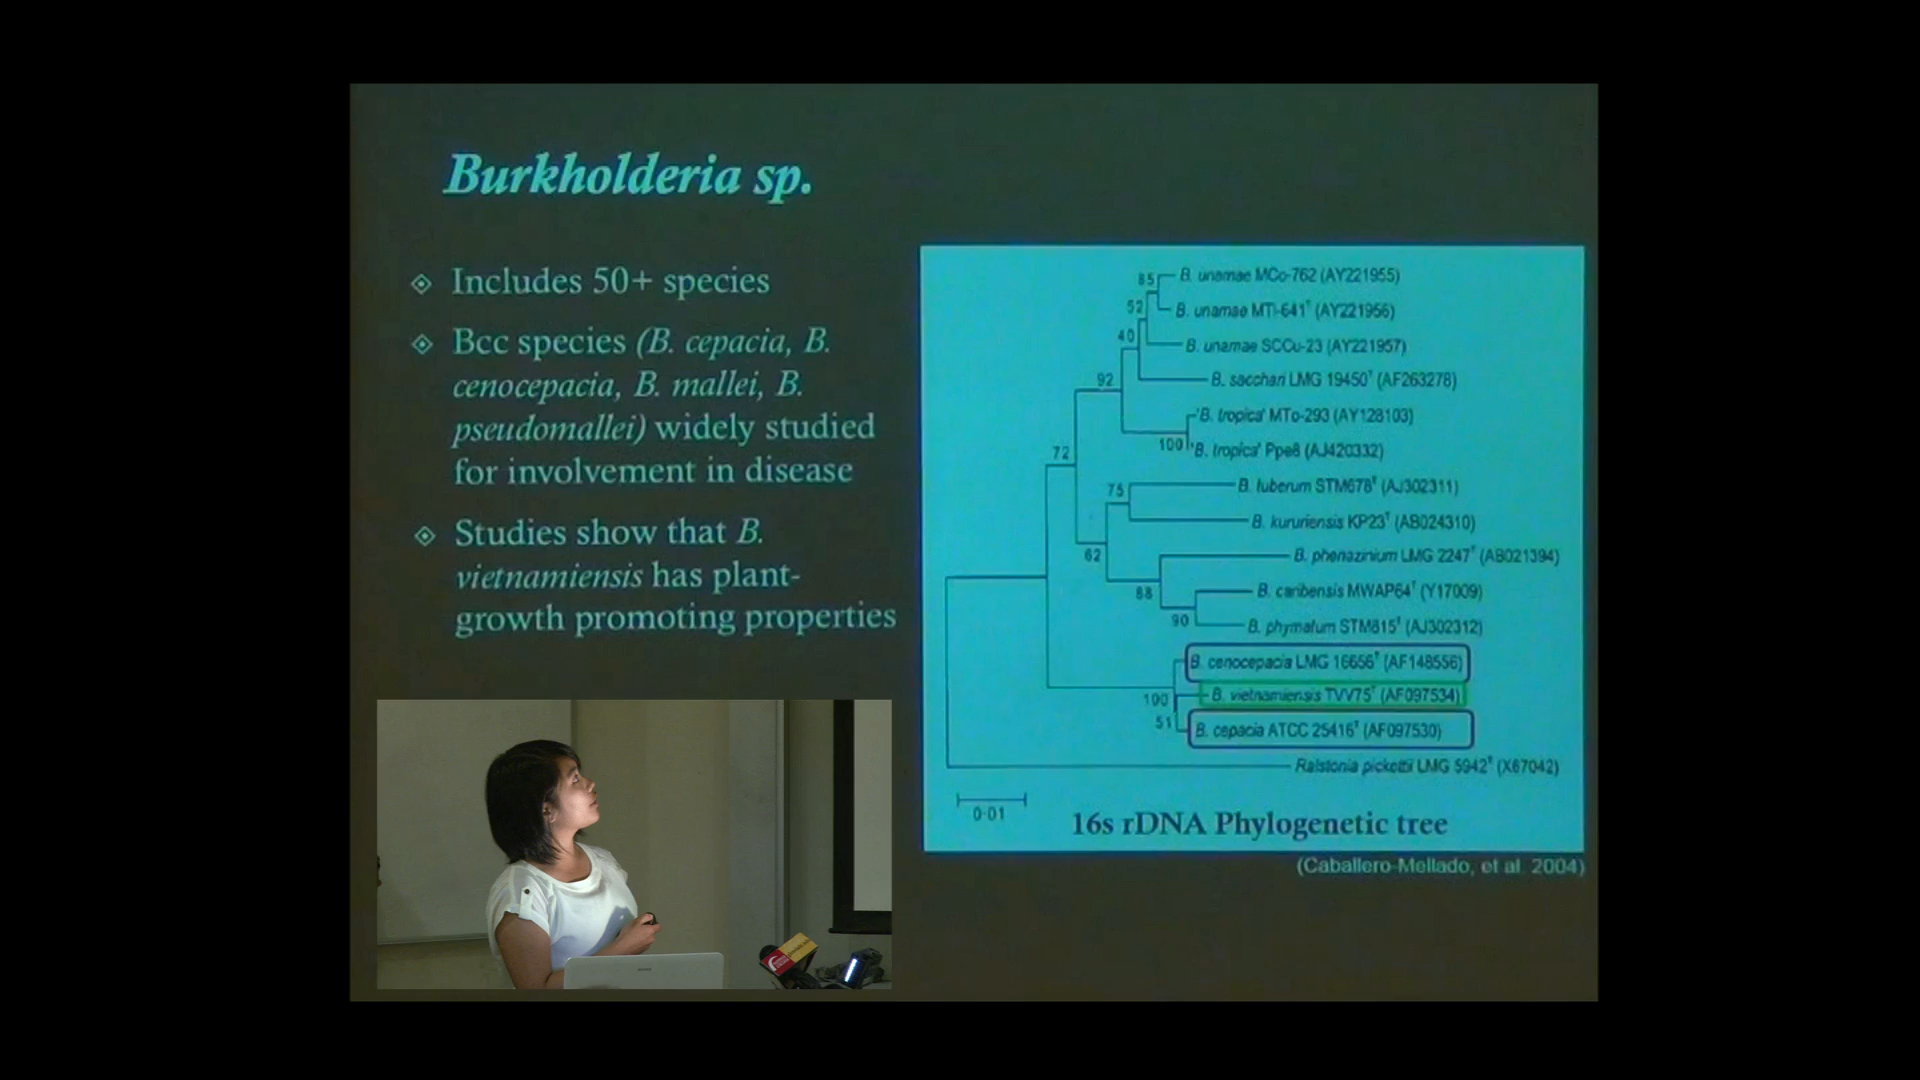 Burkholderia sp.
Includes 50+ species
Bcc species (B. cepacia, B.
cenocepacia, B. mallei, B.
pseudomallei) widely studied
for involvement in disease
Studies show that B.
vietnamiensis has plant-
growth promoting properties
85
B. unamae MCo-762 (AY221955)
52
B. unamae MTl-641ᵀ (AY221956)
40
B. unamae SCCu-23 (AY221957)
92
B. sacchari LMG 19450ᵀ (AF263278)
'B. tropica' MTo-293 (AY128103)
100
'B. tropica' Ppe8 (AJ420332)
72
75
B. tuberum STM678ᵀ (AJ302311)
B. kururiensis KP23ᵀ (AB024310)
62
B. phenazinium LMG 2247ᵀ (AB021394)
88
B. caribensis MWAP64ᵀ (Y17009)
90
B. phymatum STM815ᵀ (AJ302312)
B. cenocepacia LMG 16656ᵀ (AF148556)
100
B. vietnamiensis TVV75ᵀ (AF097534)
51
B. cepacia ATCC 25416ᵀ (AF097530)
Ralstonia pickettii LMG 5942ᵀ (X67042)
0·01
16s rDNA Phylogenetic tree
(Caballero-Mellado, et al. 2004)